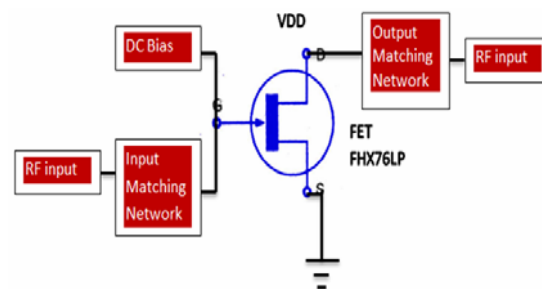 DC Bias
VDD
D
Output
Matching
Network
RF input
G
FET
FHX76LP
RF input
Input
Matching
Network
S